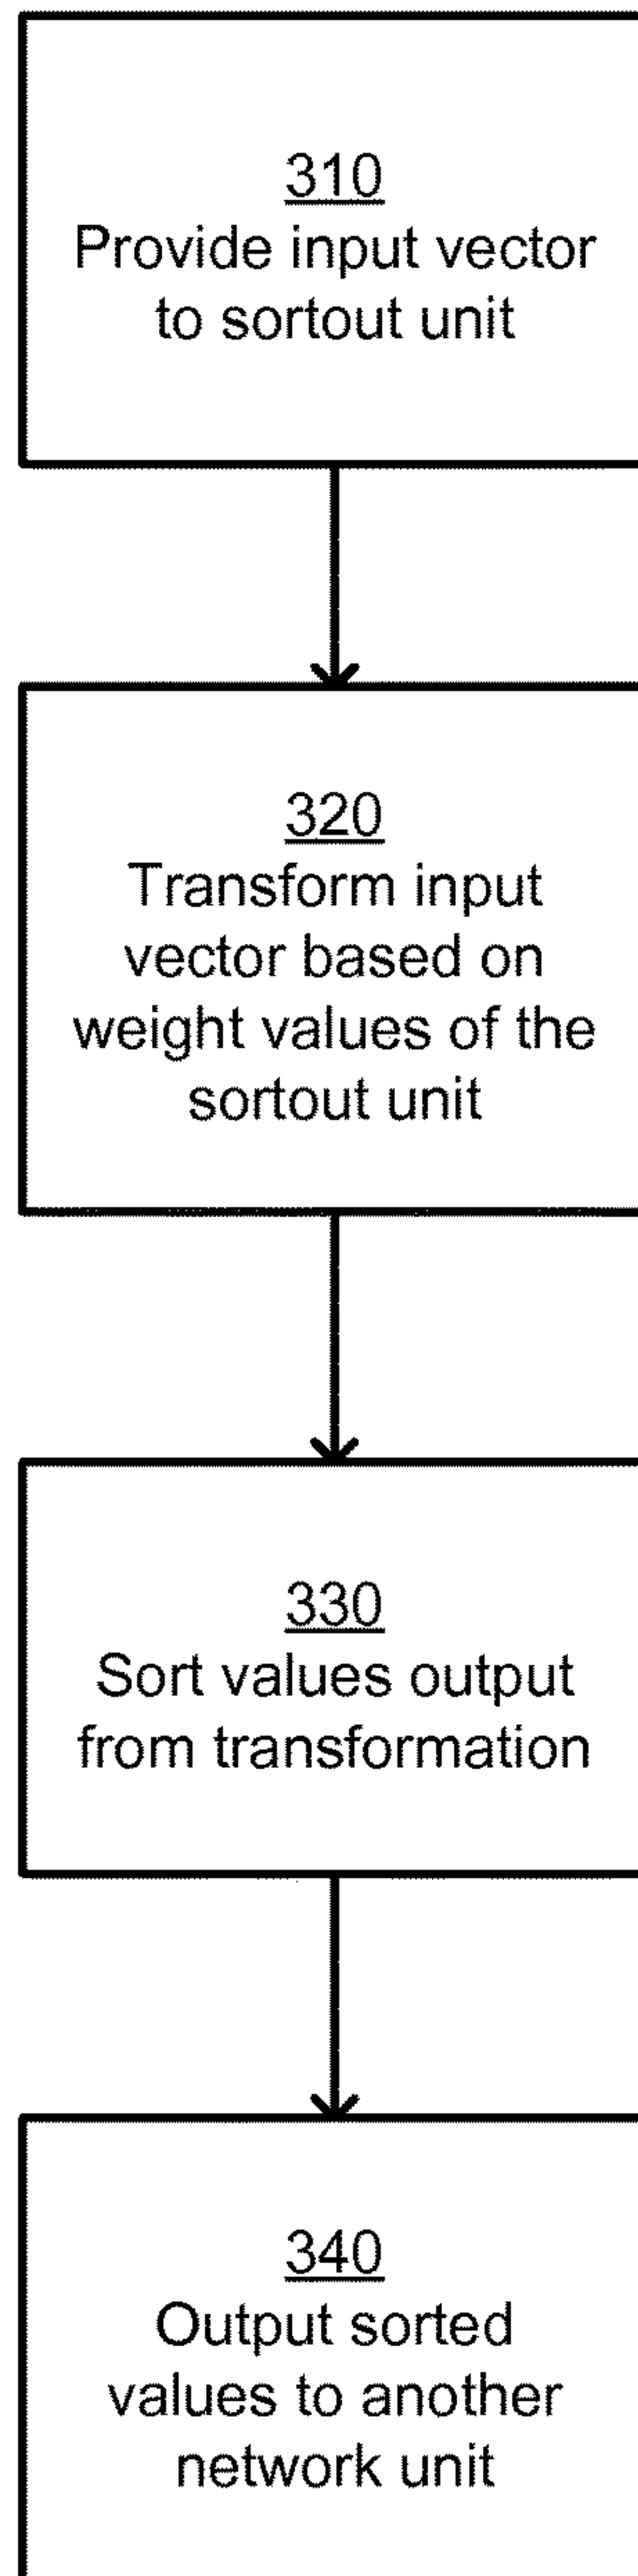 310
Provide input vector
to sortout unit
320
Transform input
vector based on
weight values of the
sortout unit
330
Sort values output
from transformation
340
Output sorted
values to another
network unit